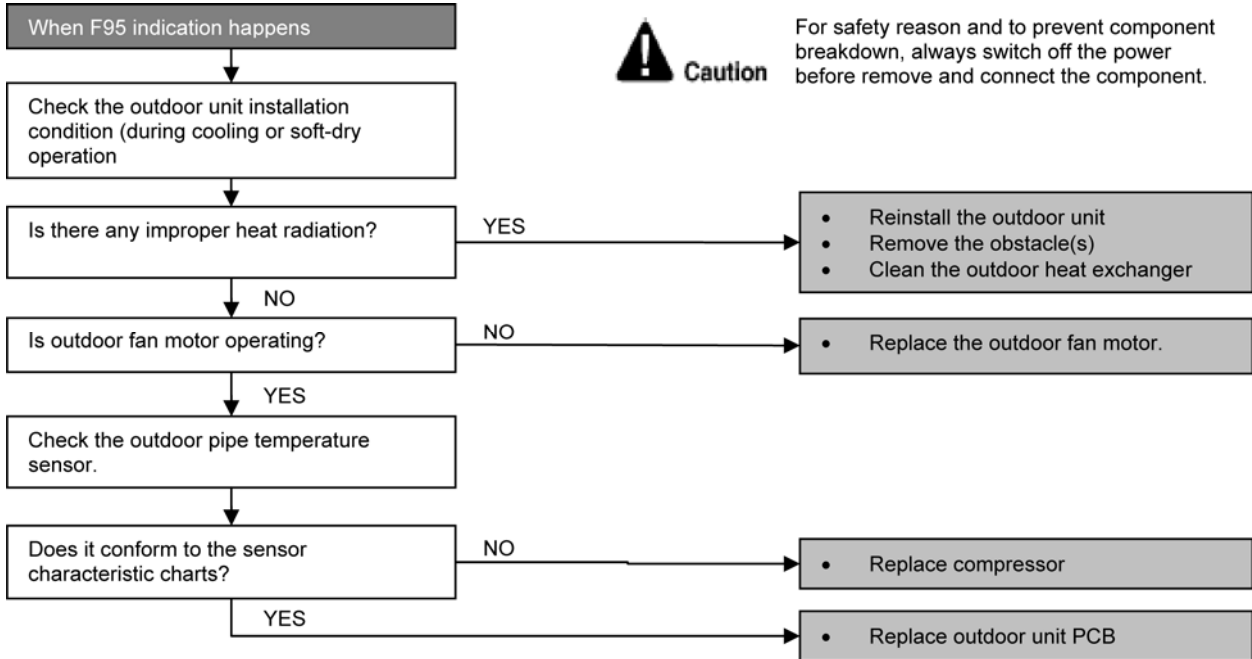 When F95 indication happens
Caution
For safety reason and to prevent component
breakdown, always switch off the power
before remove and connect the component.
Check the outdoor unit installation
condition (during cooling or soft-dry
operation
Is there any improper heat radiation?
YES
• Reinstall the outdoor unit
• Remove the obstacle(s)
• Clean the outdoor heat exchanger
NO
Is outdoor fan motor operating?
NO
• Replace the outdoor fan motor.
YES
Check the outdoor pipe temperature
sensor.
Does it conform to the sensor
characteristic charts?
NO
• Replace compressor
YES
• Replace outdoor unit PCB